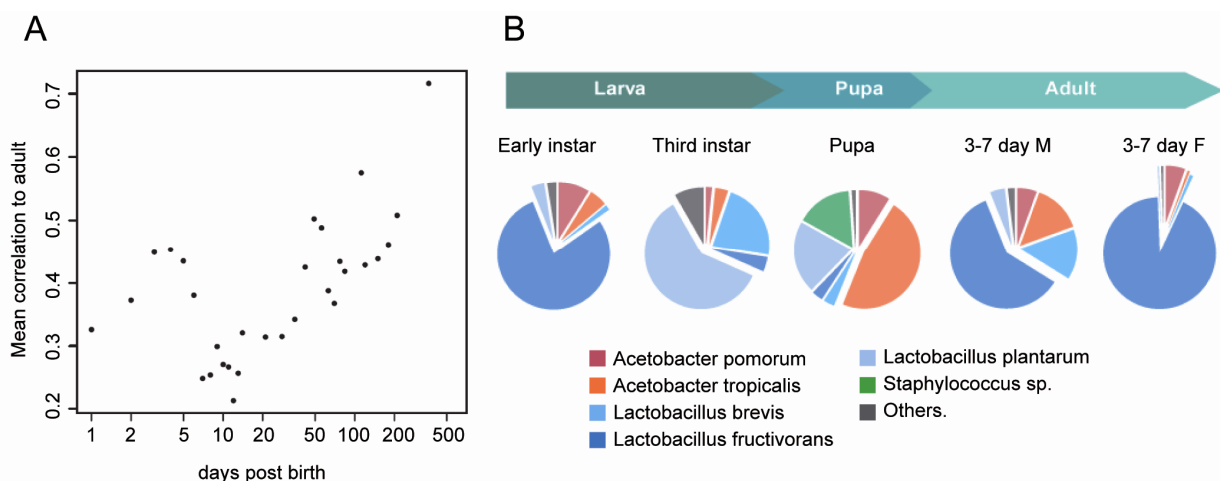 A
Mean correlation to adult
0.7
0.6
0.5
0.4
0.3
0.2
1 2 5 10 20 50 100 200 500
days post birth
B
Larva Pupa Adult
Early instar Third instar Pupa 3-7 day M 3-7 day F
Acetobacter pomorum
Acetobacter tropicalis
Lactobacillus brevis
Lactobacillus fructivorans
Lactobacillus plantarum
Staphylococcus sp.
Others.